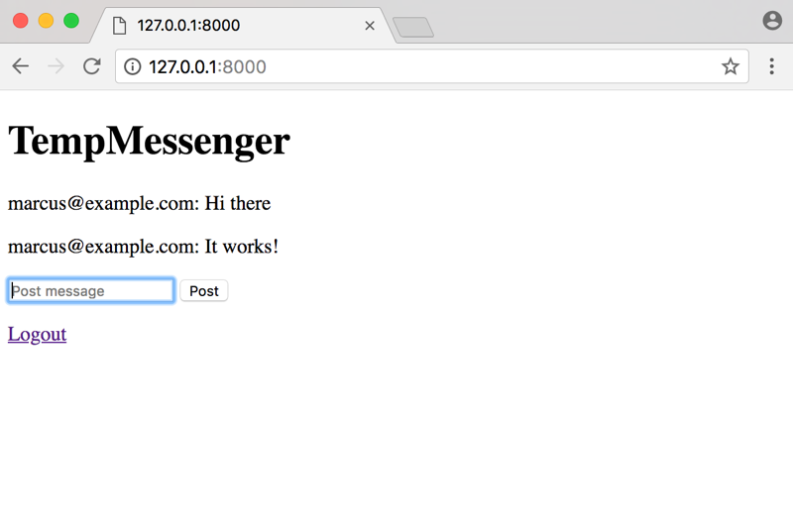 127.0.0.1:8000
127.0.0.1:8000
TempMessenger
marcus@example.com: Hi there
marcus@example.com: It works!
Post message Post
Logout